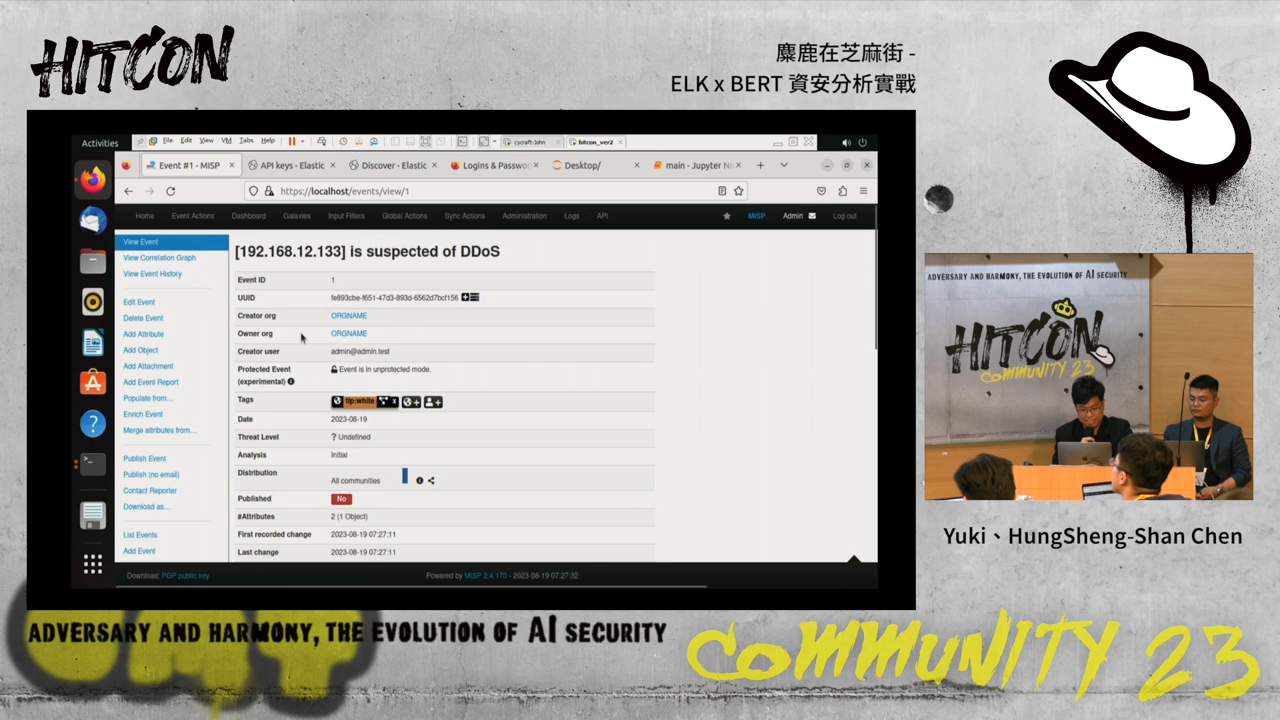 HITCON
麋鹿在芝麻街 -
ELK x BERT 資安分析實戰
Activities
File Edit View VM Tabs Help
cycraft-John
hitcon_ver2
Event #1 - MISP
API keys - Elastic
Discover - Elastic
Logins & Passwor
Desktop/
main - Jupyter No
https://localhost/events/view/1
Home Event Actions Dashboard Galaxies Input Filters Global Actions Sync Actions Administration Logs API MISP Admin Log out
View Event
View Correlation Graph
View Event History
Edit Event
Delete Event
Add Attribute
Add Object
Add Attachment
Add Event Report
Populate from...
Enrich Event
Merge attributes from...
Publish Event
Publish (no email)
Contact Reporter
Download as...
List Events
Add Event
[192.168.12.133] is suspected of DDoS
Event ID 1
UUID fe893cbe-f651-47d3-893d-6562d7bcf156
Creator org ORGNAME
Owner org ORGNAME
Creator user admin@admin.test
Protected Event (experimental) Event is in unprotected mode.
Tags tlp:white x
Date 2023-08-19
Threat Level ? Undefined
Analysis Initial
Distribution All communities
Published No
#Attributes 2 (1 Object)
First recorded change 2023-08-19 07:27:11
Last change 2023-08-19 07:27:11
Download: PGP public key
Powered by MISP 2.4.170 - 2023-08-19 07:27:32
ADVERSARY AND HARMONY, THE EVOLUTION OF AI SECURITY
HITCON
COMMUNITY 23
Yuki、HungSheng-Shan Chen
ADVERSARY AND HARMONY, THE EVOLUTION OF AI SECURITY
COMMUNITY 23